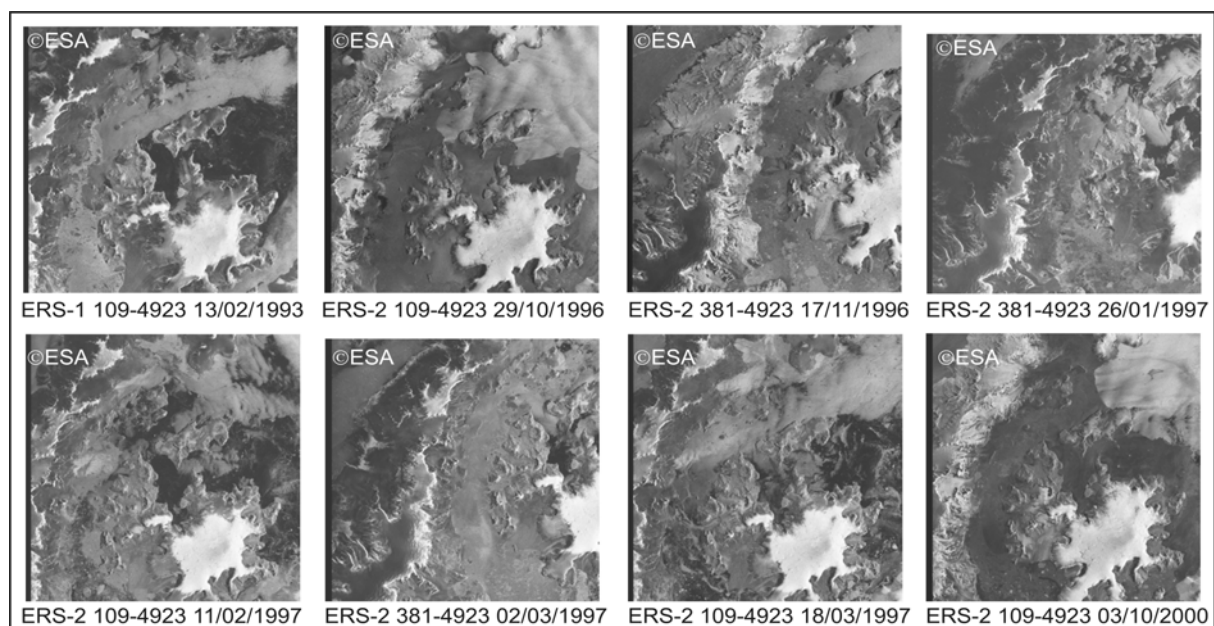 ©ESA
©ESA
©ESA
©ESA
ERS-1 109-4923 13/02/1993
ERS-2 109-4923 29/10/1996
ERS-2 381-4923 17/11/1996
ERS-2 381-4923 26/01/1997
©ESA
©ESA
©ESA
©ESA
ERS-2 109-4923 11/02/1997
ERS-2 381-4923 02/03/1997
ERS-2 109-4923 18/03/1997
ERS-2 109-4923 03/10/2000